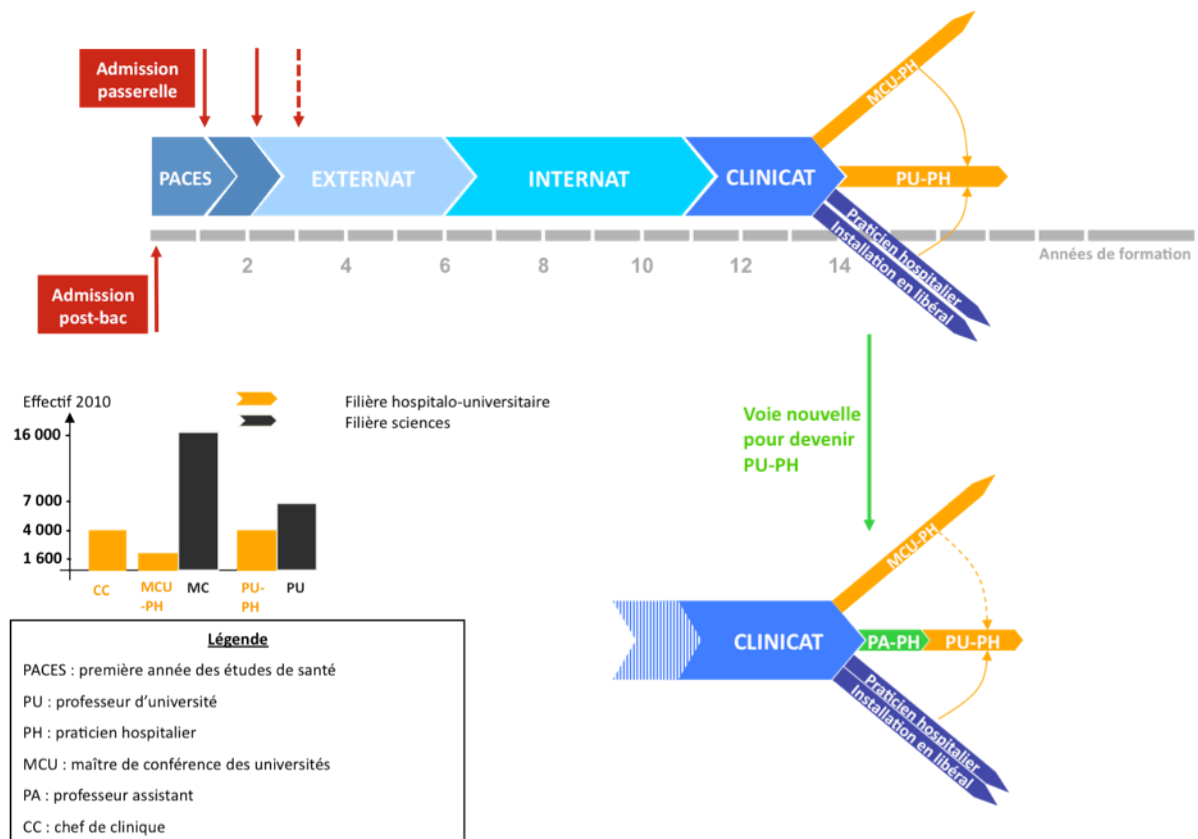 Admission
passerelle
PACES
EXTERNAT
INTERNAT
CLINICAT
MCU-PH
PU-PH
Praticien hospitalier
Installation en libéral
2
4
6
8
10
12
14
Années de formation
Admission
post-bac
Effectif 2010
16 000
7 000
4 000
1 600
CC
MCU
-PH
MC
PU-
PH
PU
Filière hospitalo-universitaire
Filière sciences
Voie nouvelle
pour devenir
PU-PH
CLINICAT
MCU-PH
PA-PH
PU-PH
Praticien hospitalier
Installation en libéral
Légende
PACES : première année des études de santé
PU : professeur d'université
PH : praticien hospitalier
MCU : maître de conférence des universités
PA : professeur assistant
CC : chef de clinique